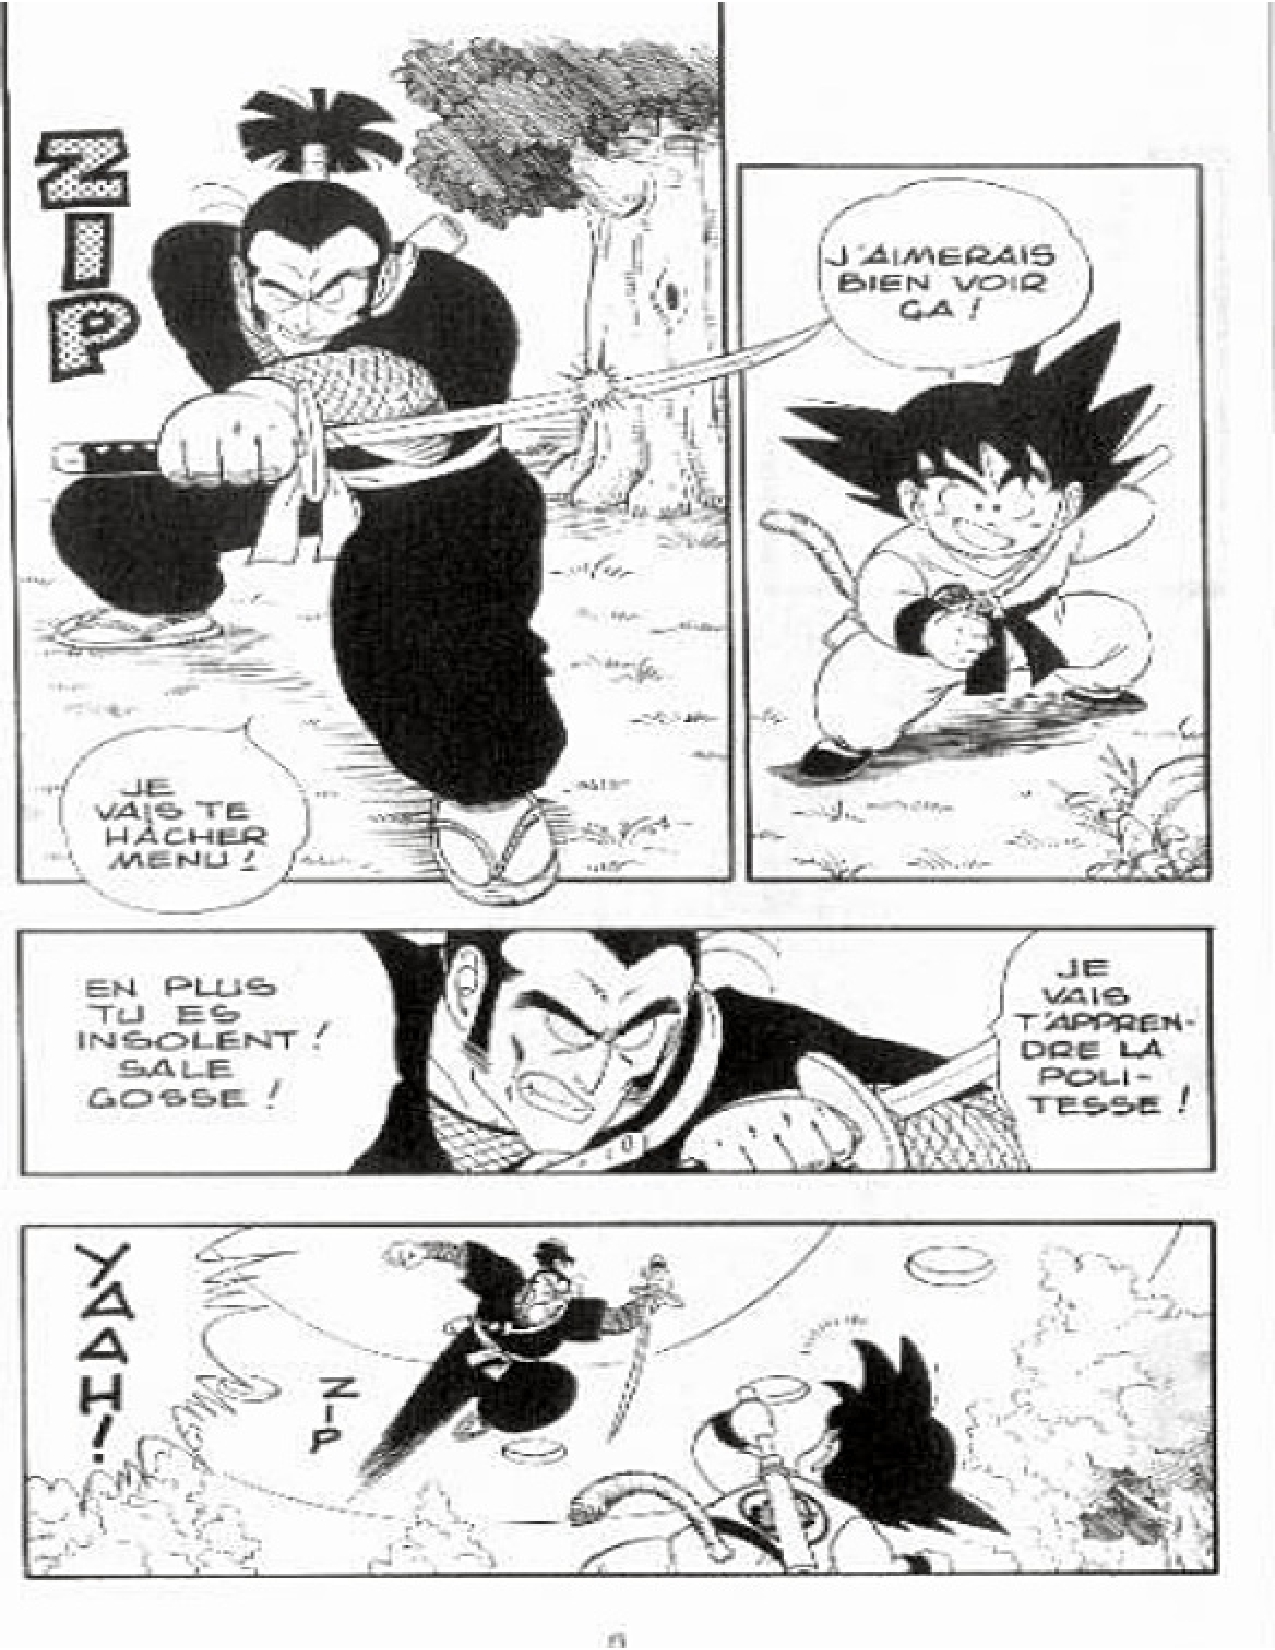 ZIP
JE
VAIS TE
HACHER
MENU !
J'AIMERAIS
BIEN VOIR
ÇA !
EN PLUS
TU ES
INSOLENT !
SALE
GOSSE !
JE
VAIS
T'APPREN-
DRE LA
POLI-
TESSE !
YAAH !
ZIP